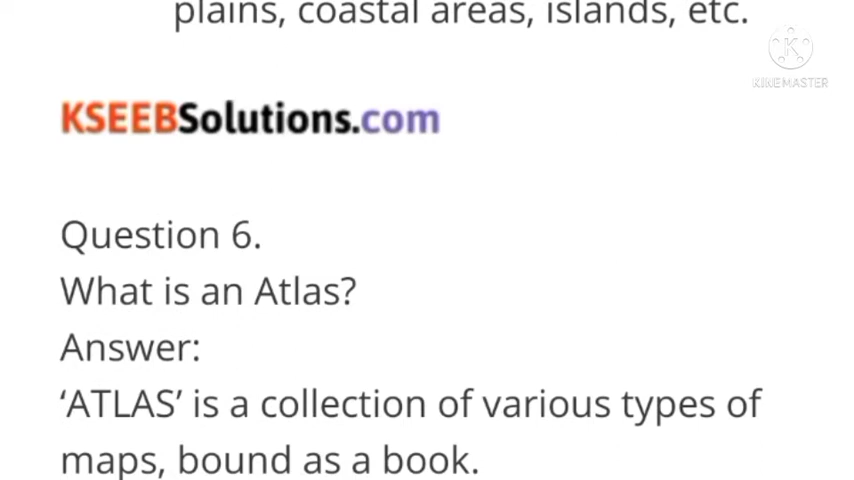 plains, coastal areas, islands, etc.
KINEMASTER
KSEEBSolutions.com
Question 6.
What is an Atlas?
Answer:
‘ATLAS’ is a collection of various types of
maps, bound as a book.